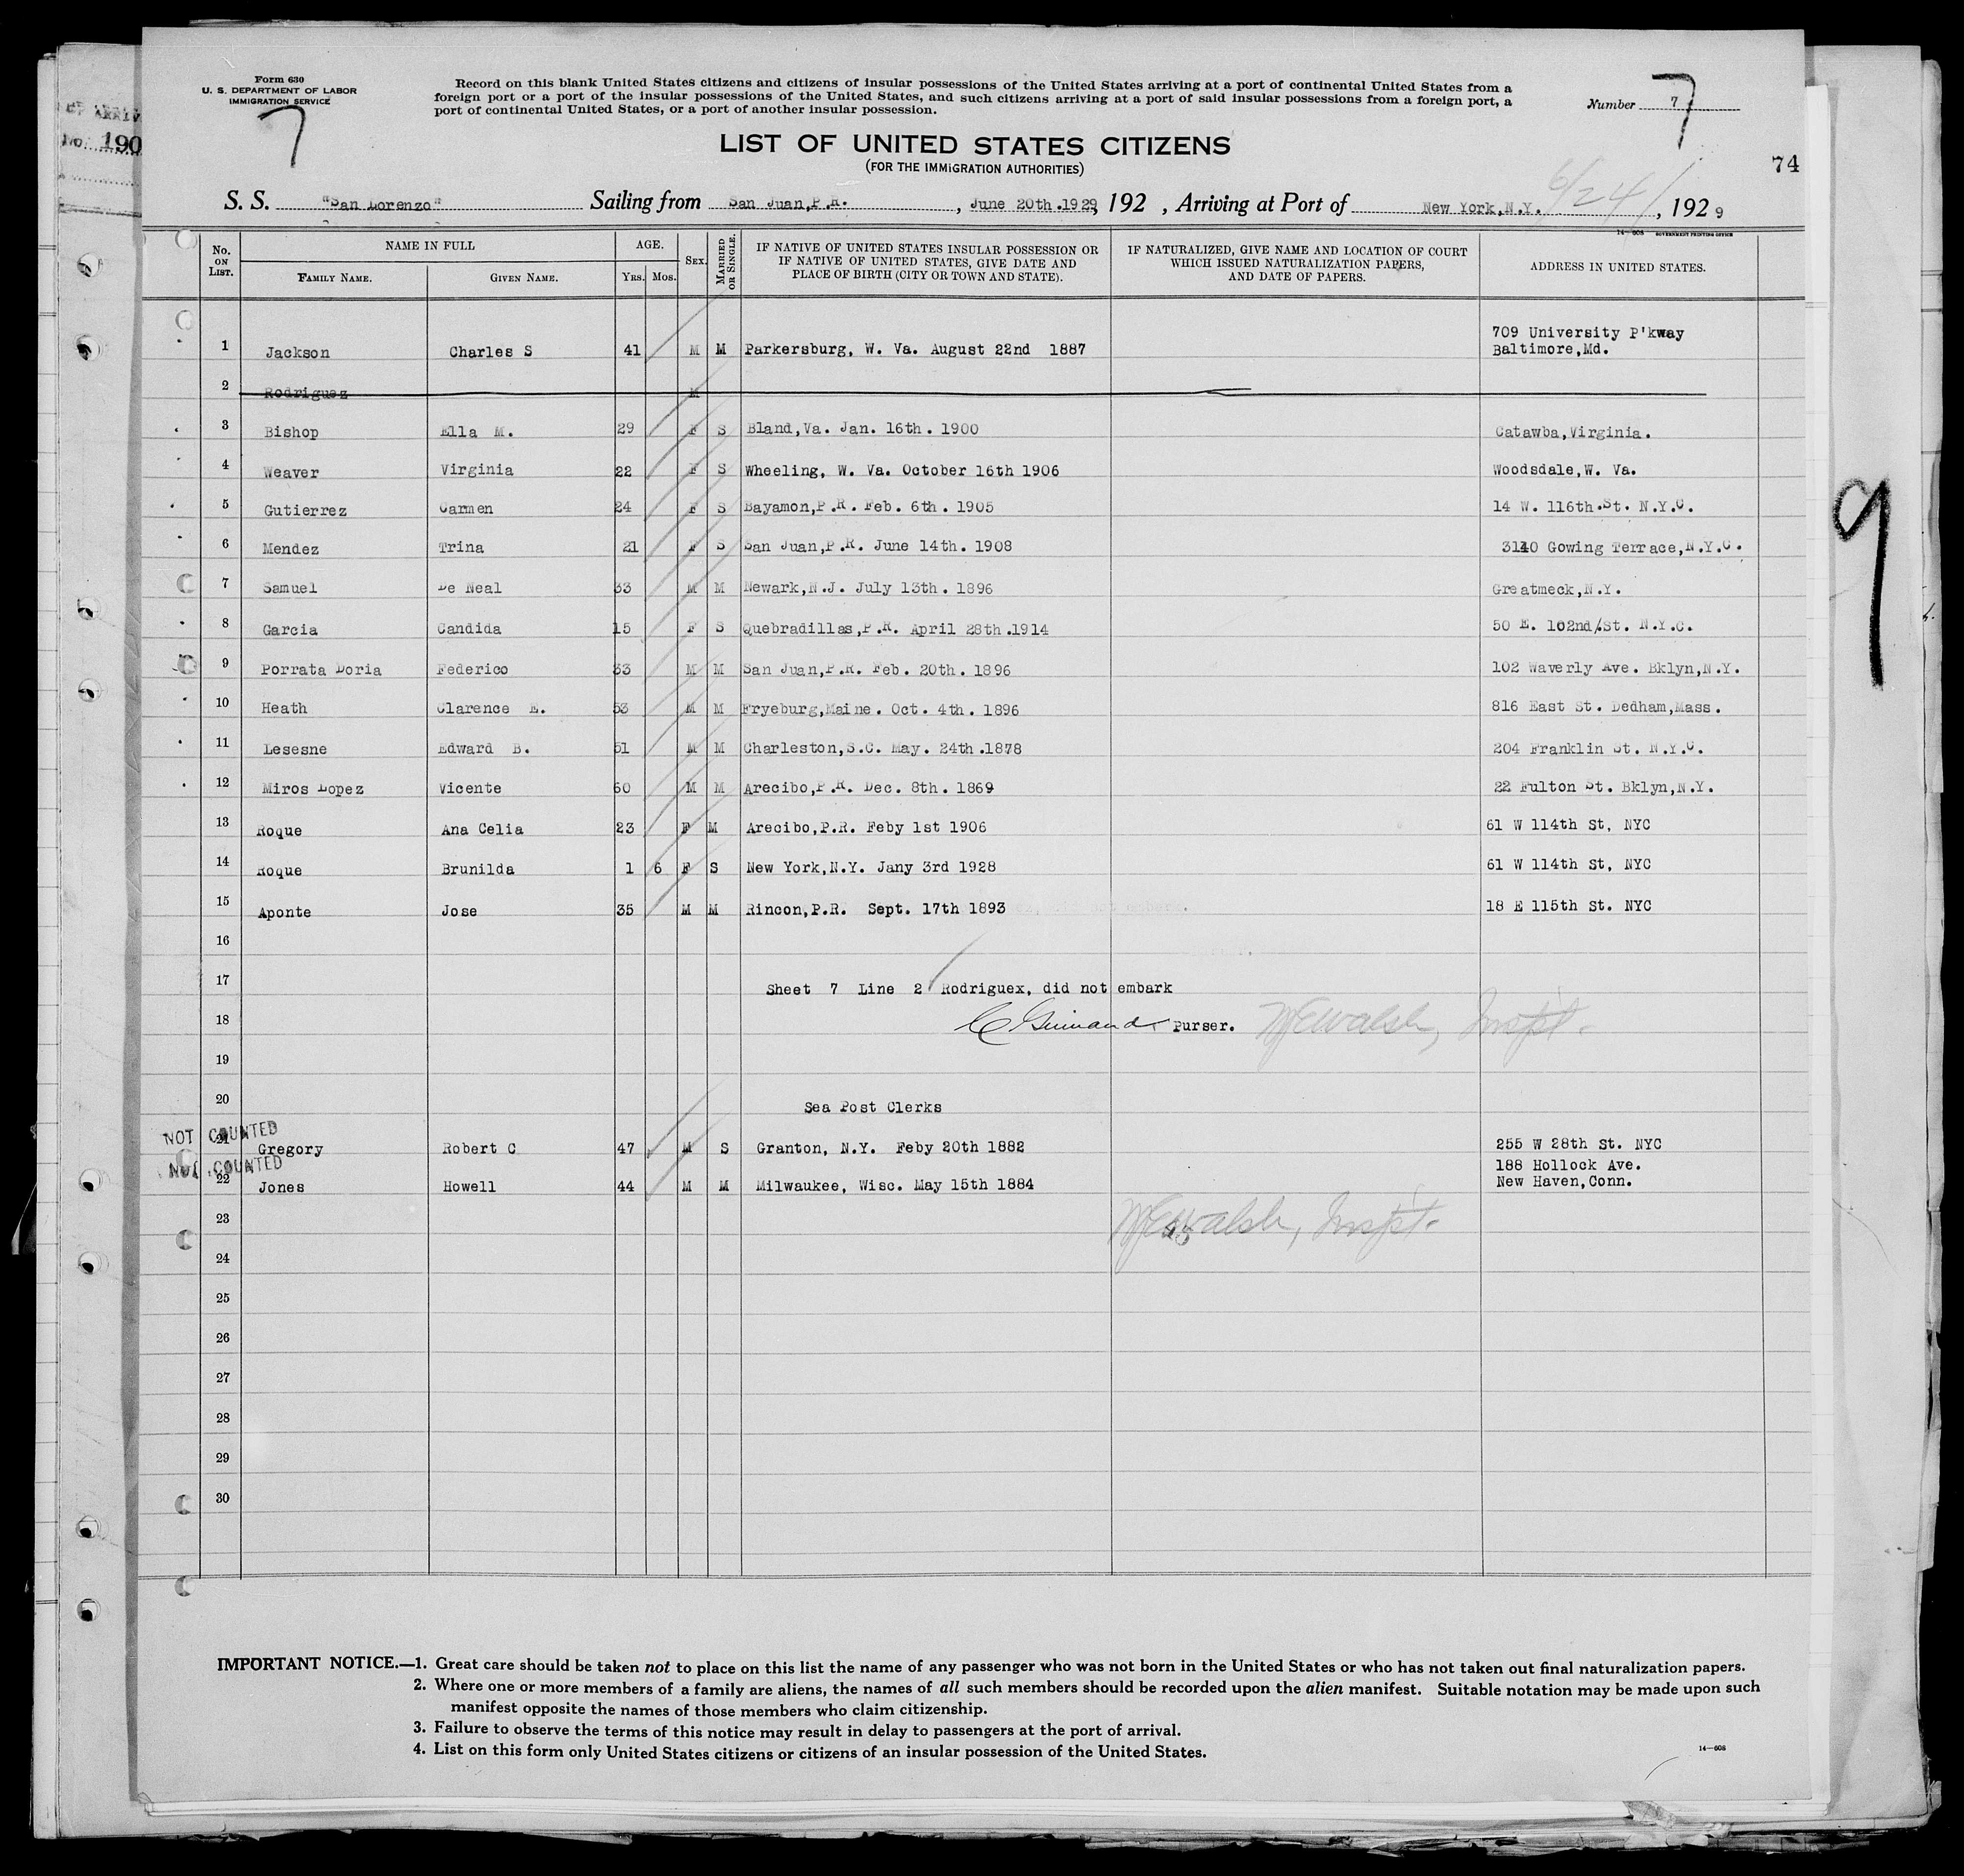 Form 630
U. S. DEPARTMENT OF LABOR
IMMIGRATION SERVICE
Record on this blank United States citizens and citizens of insular possessions of the United States arriving at a port of continental United States from a
foreign port or a port of the insular possessions of the United States, and such citizens arriving at a port of said insular possessions from a foreign port, a
port of continental United States, or a port of another insular possession.
Number 7
7
7
LIST OF UNITED STATES CITIZENS
(FOR THE IMMIGRATION AUTHORITIES)
74
No. 190
S. S. "San Lorenzo" Sailing from San Juan,P.R. , June 20th.1929, 192 , Arriving at Port of New York,N.Y. 6/24/ , 1929
14—608 GOVERNMENT PRINTING OFFICE
No. ON LIST. NAME IN FULL AGE. SEX. MARRIED OR SINGLE. IF NATIVE OF UNITED STATES INSULAR POSSESSION OR IF NATIVE OF UNITED STATES, GIVE DATE AND PLACE OF BIRTH (CITY OR TOWN AND STATE). IF NATURALIZED, GIVE NAME AND LOCATION OF COURT WHICH ISSUED NATURALIZATION PAPERS, AND DATE OF PAPERS. ADDRESS IN UNITED STATES.
FAMILY NAME. GIVEN NAME. YRS. MOS.
1 Jackson Charles S 41 M M Parkersburg, W. Va. August 22nd 1887 709 University P'kway Baltimore,Md.
2 Rodriguez M
3 Bishop Ella M. 29 F S Bland,Va. Jan. 16th. 1900 Catawba,Virginia.
4 Weaver Virginia 22 F S Wheeling, W. Va. October 16th 1906 Woodsdale,W. Va.
5 Gutierrez Carmen 24 F S Bayamon,P.R. Feb. 6th. 1905 14 W. 116th.St. N.Y.C.
6 Mendez Trina 21 F S San Juan,P.R. June 14th. 1908 3140 Gowing Terrace,N.Y.C.
7 Samuel De Neal 33 M M Newark,N.J. July 13th. 1896 Greatmeck,N.Y.
8 Garcia Candida 15 F S Quebradillas,P.R. April 28th.1914 50 E. 102nd/St. N.Y.C.
9 Porrata Doria Federico 33 M M San Juan,P.R. Feb. 20th. 1896 102 Waverly Ave. Bklyn,N.Y.
10 Heath Clarence E. 53 M M Fryeburg,Maine. Oct. 4th. 1896 816 East St. Dedham,Mass.
11 Lesesne Edward B. 51 M M Charleston,S.C. May. 24th.1878 204 Franklin St. N.Y.C.
12 Miros Lopez Vicente 60 M M Arecibo,P.R. Dec. 8th. 1869 22 Fulton St. Bklyn,N.Y.
13 Roque Ana Celia 23 F M Arecibo,P.R. Feby 1st 1906 61 W 114th St, NYC
14 Roque Brunilda 1 6 F S New York,N.Y. Jany 3rd 1928 61 W 114th St, NYC
15 Aponte Jose 35 M M Rincon,P.R. Sept. 17th 1893 18 E 115th St. NYC
16
17 Sheet 7 Line 2 Rodriguex, did not embark
18 Purser. Walsh, Inspt.
19
20 Sea Post Clerks
NOT COUNTED
21 Gregory Robert C 47 M S Granton, N.Y. Feby 20th 1882 255 W 28th St. NYC
NOT COUNTED
22 Jones Howell 44 M M Milwaukee, Wisc. May 15th 1884 188 Hollock Ave. New Haven,Conn.
23 Walsh, Inspt.
24
25
26
27
28
29
30
9
IMPORTANT NOTICE.—1. Great care should be taken not to place on this list the name of any passenger who was not born in the United States or who has not taken out final naturalization papers.
2. Where one or more members of a family are aliens, the names of all such members should be recorded upon the alien manifest. Suitable notation may be made upon such
manifest opposite the names of those members who claim citizenship.
3. Failure to observe the terms of this notice may result in delay to passengers at the port of arrival.
4. List on this form only United States citizens or citizens of an insular possession of the United States.
14—608